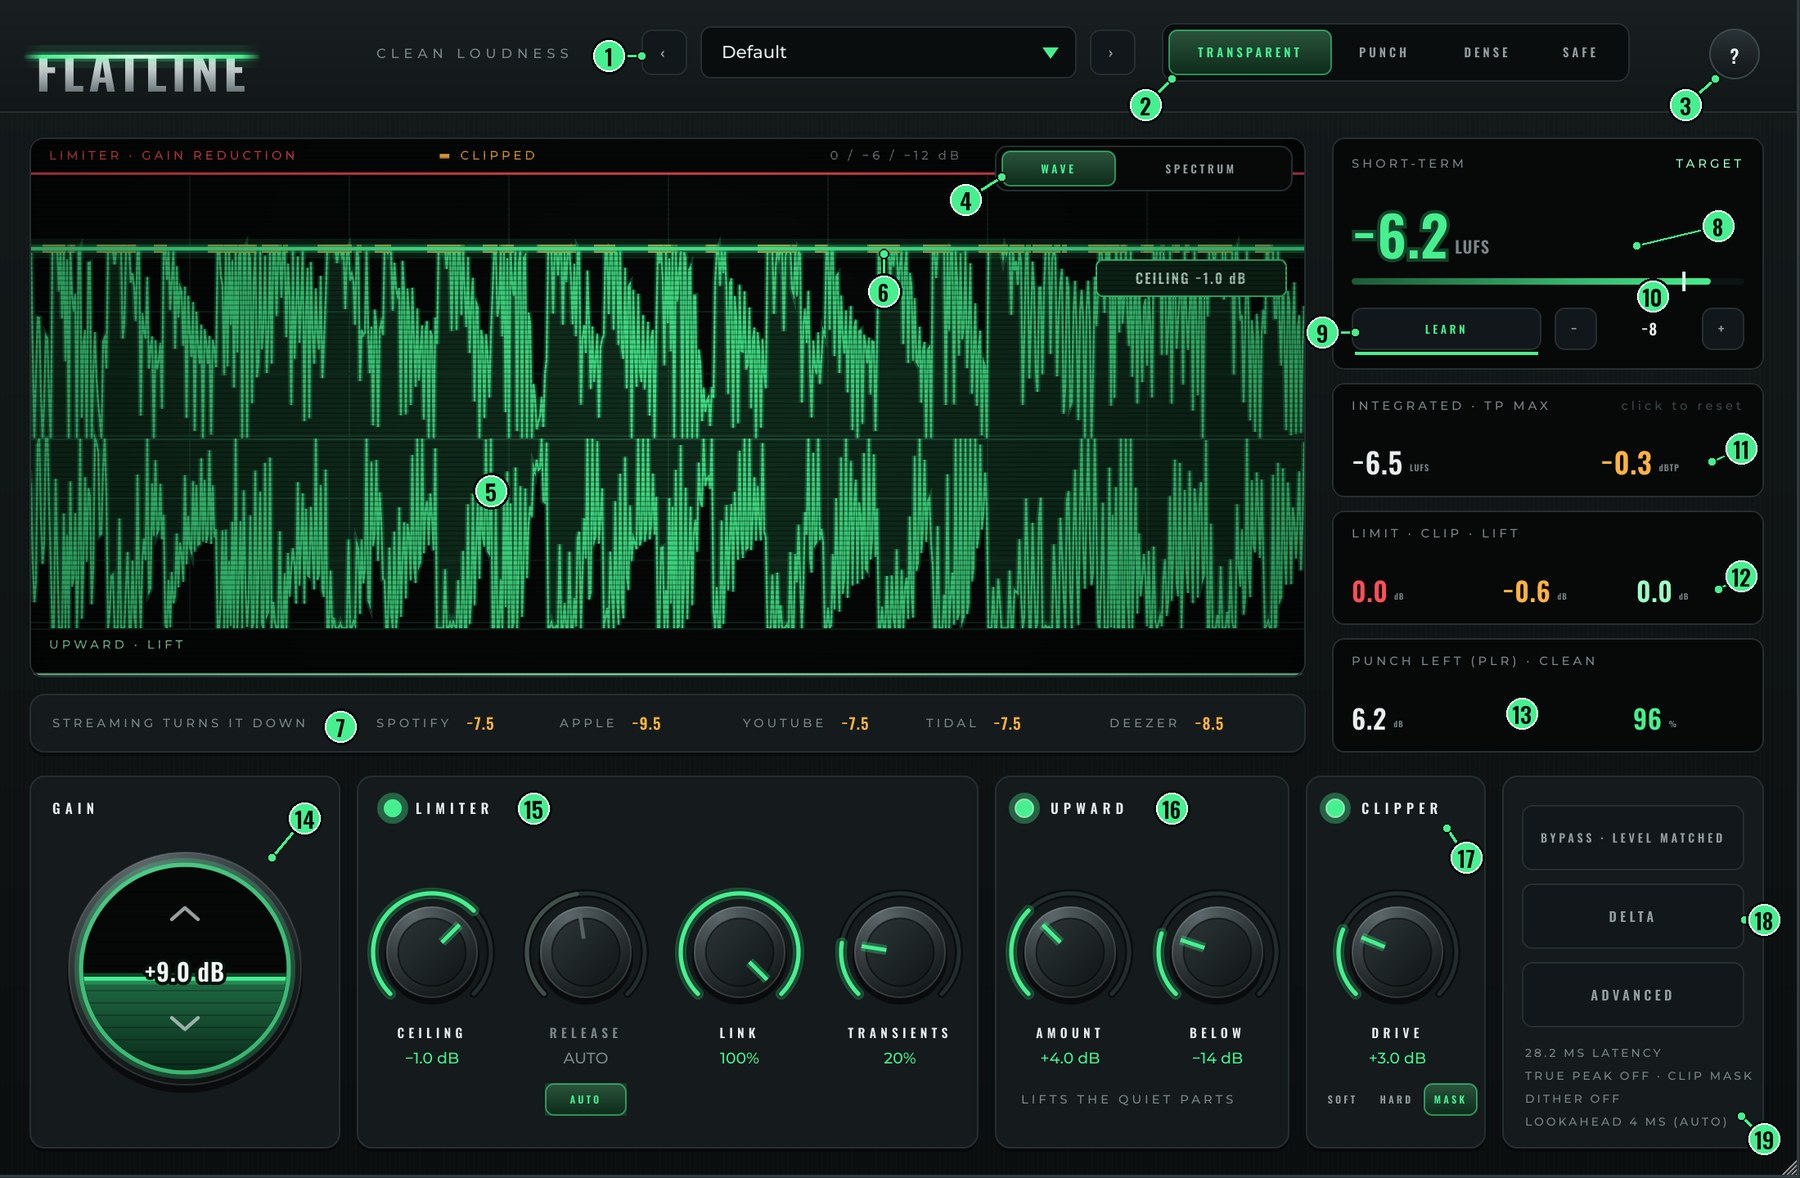 FLATLINE
CLEAN LOUDNESS
1
‹
Default
›
TRANSPARENT PUNCH DENSE SAFE
?
2
3
LIMITER · GAIN REDUCTION
CLIPPED
0 / −6 / −12 dB
WAVE SPECTRUM
4
CEILING −1.0 dB
6
5
UPWARD · LIFT
SHORT-TERM TARGET
−6.2 LUFS
8
10
9
LEARN − −8 +
INTEGRATED · TP MAX click to reset
−6.5 LUFS −0.3 dBTP
11
LIMIT · CLIP · LIFT
0.0 dB −0.6 dB 0.0 dB
12
PUNCH LEFT (PLR) · CLEAN
6.2 dB 13 96 %
STREAMING TURNS IT DOWN 7 SPOTIFY −7.5 APPLE −9.5 YOUTUBE −7.5 TIDAL −7.5 DEEZER −8.5
GAIN
14
+9.0 dB
LIMITER 15
CEILING RELEASE LINK TRANSIENTS
−1.0 dB AUTO 100% 20%
AUTO
UPWARD 16
AMOUNT BELOW
+4.0 dB −14 dB
LIFTS THE QUIET PARTS
CLIPPER
17
DRIVE
+3.0 dB
SOFT HARD MASK
BYPASS · LEVEL MATCHED
DELTA
18
ADVANCED
28.2 MS LATENCY
TRUE PEAK OFF · CLIP MASK
DITHER OFF
LOOKAHEAD 4 MS (AUTO)
19